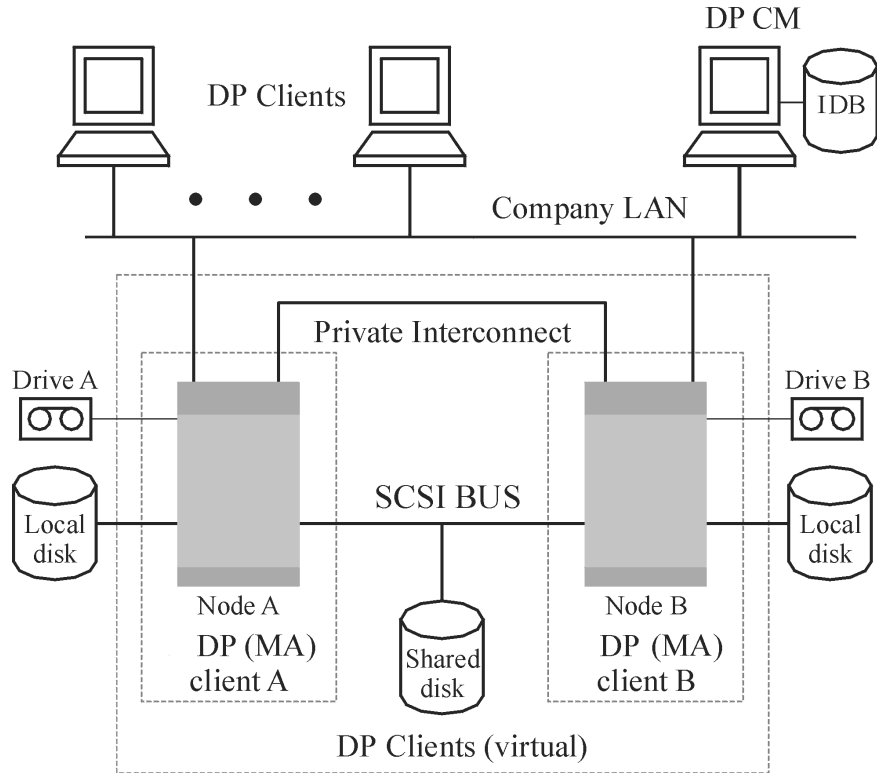 DP CM
DP Clients
IDB
Company LAN
Private Interconnect
Drive A
Drive B
SCSI BUS
Local
disk
Local
disk
Node A
Node B
DP (MA)
client A
Shared
disk
DP (MA)
client B
DP Clients (virtual)